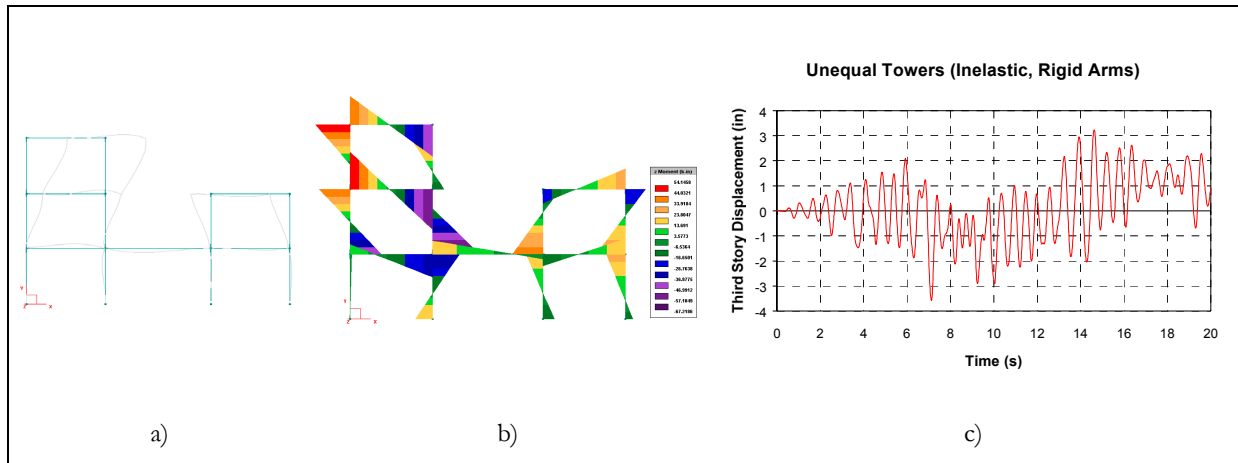 Unequal Towers (Inelastic, Rigid Arms)
Third Story Displacement (in)
4
3
2
1
0
-1
-2
-3
-4
0 2 4 6 8 10 12 14 16 18 20
Time (s)
Y
Z X
Y
Z X
z Moment (k-in)
54.1458
44.0321
33.9184
23.8047
13.691
3.5773
-6.5364
-16.6501
-26.7638
-36.8775
-46.9912
-57.1049
-67.2186
a) b) c)